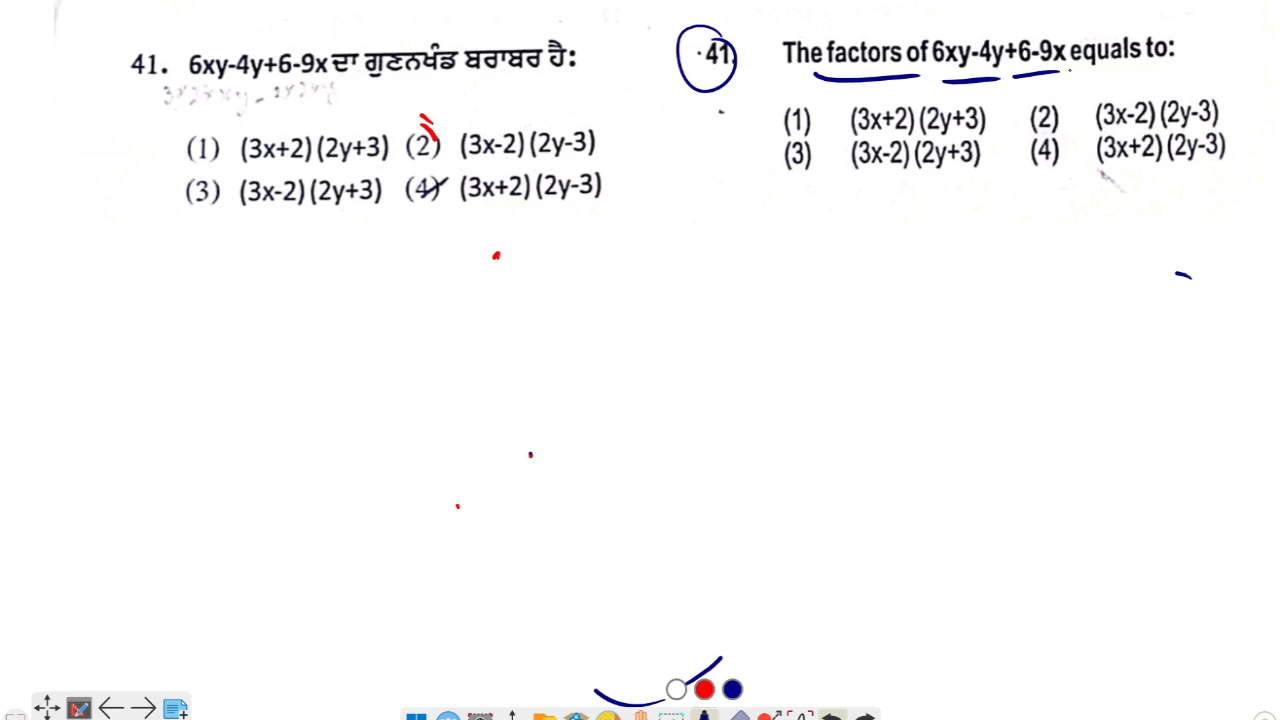 41. 6xy-4y+6-9x ਦਾ ਗੁਣਨਖੰਡ ਬਰਾਬਰ ਹੈ:
(1) (3x+2)(2y+3) (2) (3x-2)(2y-3)
(3) (3x-2)(2y+3) (4) (3x+2)(2y-3)
41. The factors of 6xy-4y+6-9x equals to:
(1) (3x+2)(2y+3) (2) (3x-2)(2y-3)
(3) (3x-2)(2y+3) (4) (3x+2)(2y-3)